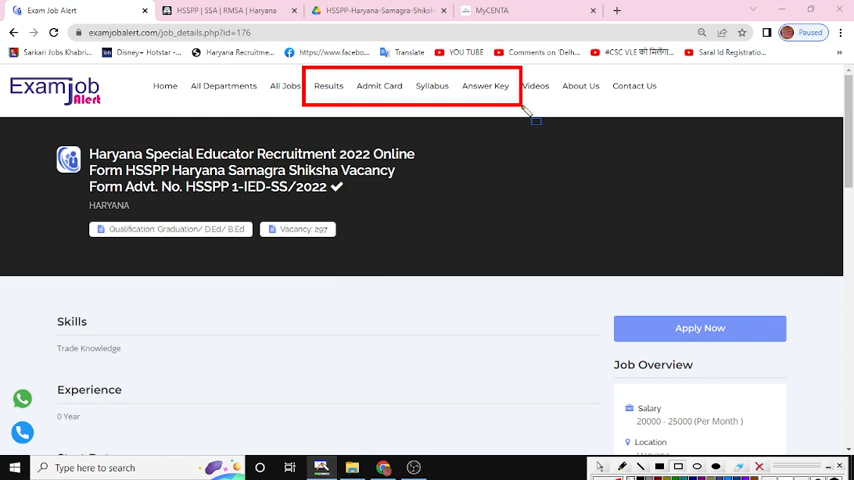 Exam Job Alert
HSSPP | SSA | RMSA | Haryana
HSSPP-Haryana-Samagra-Shiksh
MyCENTA
examjobalert.com/job_details.php?id=176
Paused
Sarkari Jobs Khabri...
Disney+ Hotstar -...
Haryana Recruitme...
https://www.facebo...
Translate
YOU TUBE
Comments on 'Delh...
#CSC VLE को मिलेंगा...
Saral Id Registratio...
Examjob Alert
Home
All Departments
All Jobs
Results
Admit Card
Syllabus
Answer Key
Videos
About Us
Contact Us
Haryana Special Educator Recruitment 2022 Online
Form HSSPP Haryana Samagra Shiksha Vacancy
Form Advt. No. HSSPP 1-IED-SS/2022
HARYANA
Qualification: Graduation/ D.Ed/ B.Ed
Vacancy: 297
Skills
Trade Knowledge
Experience
0 Year
Apply Now
Job Overview
Salary
20000 - 25000 (Per Month )
Location
Type here to search